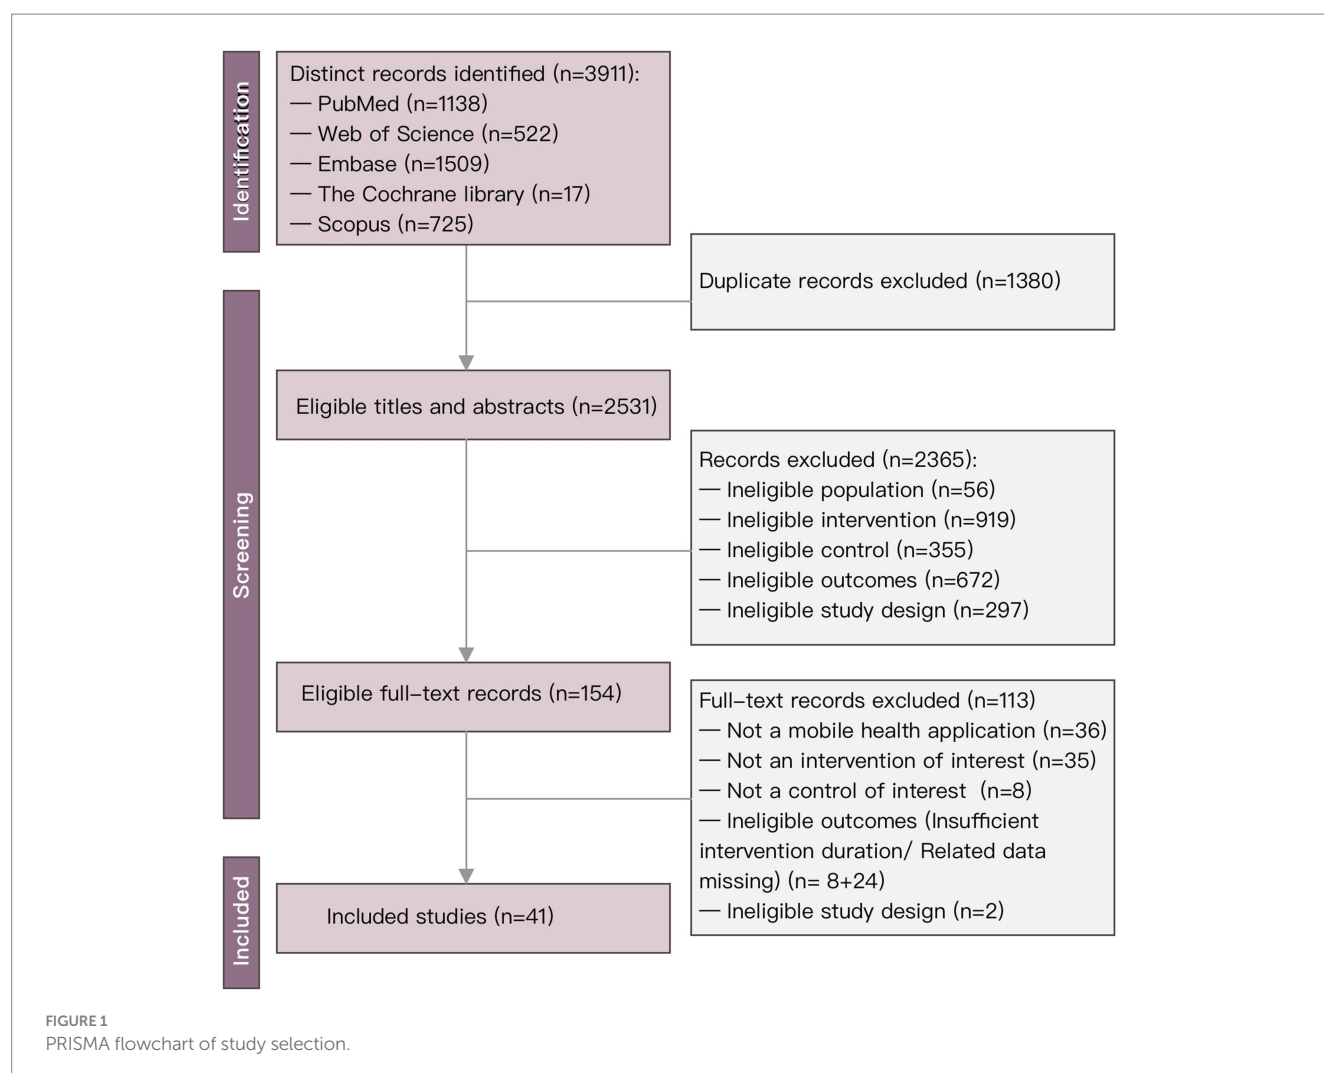 Identification
Distinct records identified (n=3911):
— PubMed (n=1138)
— Web of Science (n=522)
— Embase (n=1509)
— The Cochrane library (n=17)
— Scopus (n=725)
Duplicate records excluded (n=1380)
Screening
Eligible titles and abstracts (n=2531)
Records excluded (n=2365):
— Ineligible population (n=56)
— Ineligible intervention (n=919)
— Ineligible control (n=355)
— Ineligible outcomes (n=672)
— Ineligible study design (n=297)
Eligible full–text records (n=154)
Full–text records excluded (n=113)
— Not a mobile health application (n=36)
— Not an intervention of interest (n=35)
— Not a control of interest (n=8)
— Ineligible outcomes (Insufficient
intervention duration/ Related data
missing) (n= 8+24)
— Ineligible study design (n=2)
Included
Included studies (n=41)
FIGURE 1
PRISMA flowchart of study selection.